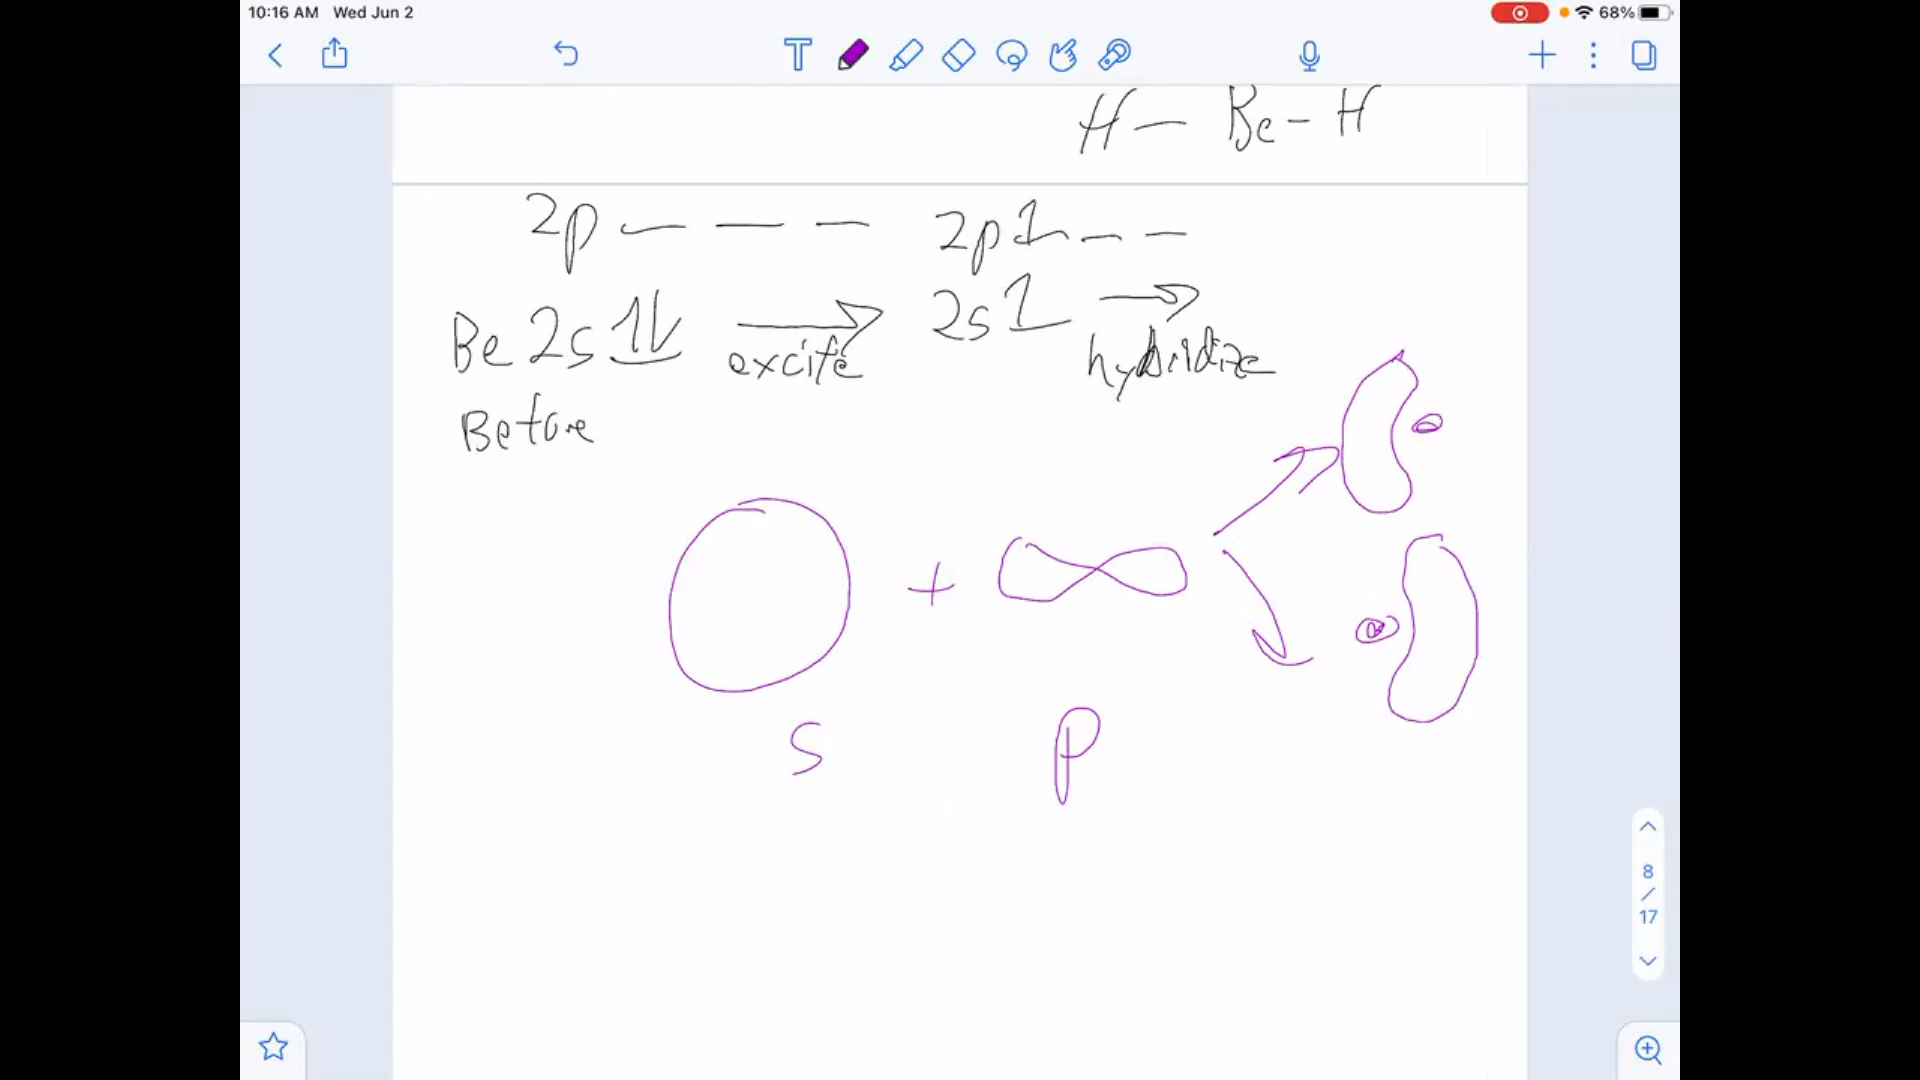 10:16 AM Wed Jun 2
68%
H - Be - H
2p _ _ _ 2p 1 _ _
Be 2s 1l excite 2s 1 hybridize
Before
+
s p
8
/
17